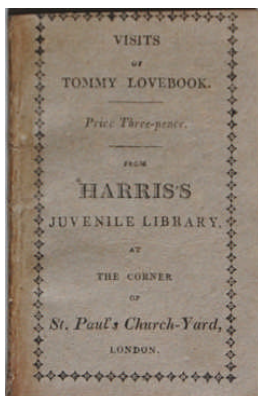 VISITS
OF
TOMMY LOVEBOOK.
Price Three-pence.
FROM
HARRIS'S
JUVENILE LIBRARY,
AT
THE CORNER
OF
St. Paul's Church-Yard,
LONDON.